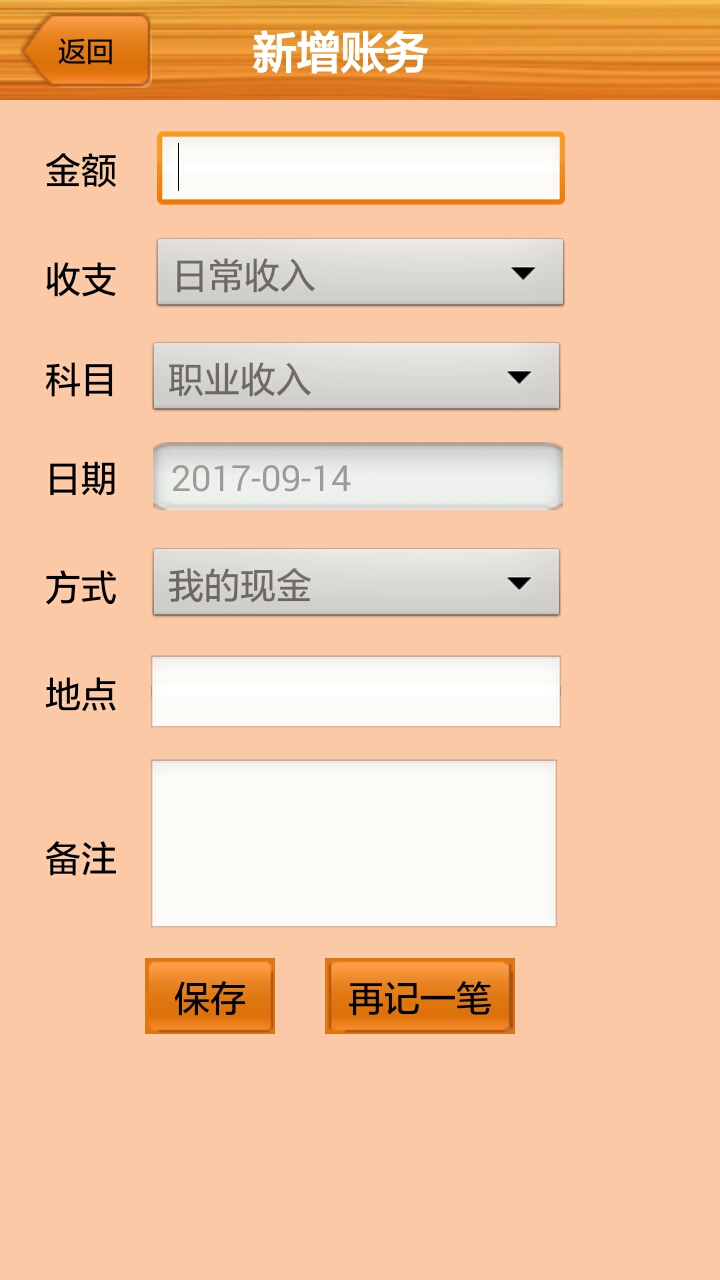 返回
新增账务
金额
收支 日常收入
科目 职业收入
日期 2017-09-14
方式 我的现金
地点
备注
保存 再记一笔